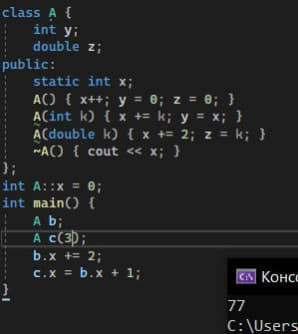 class A {
int y;
double z;
public:
static int x;
A() { x++; y = 0; z = 0; }
A(int k) { x += k; y = x; }
A(double k) { x += 2; z = k; }
~A() { cout << x; }
};
int A::x = 0;
int main() {
A b;
A c(3);
b.x += 2;
c.x = b.x + 1;
}
C:\ Консо
77
C:\Users